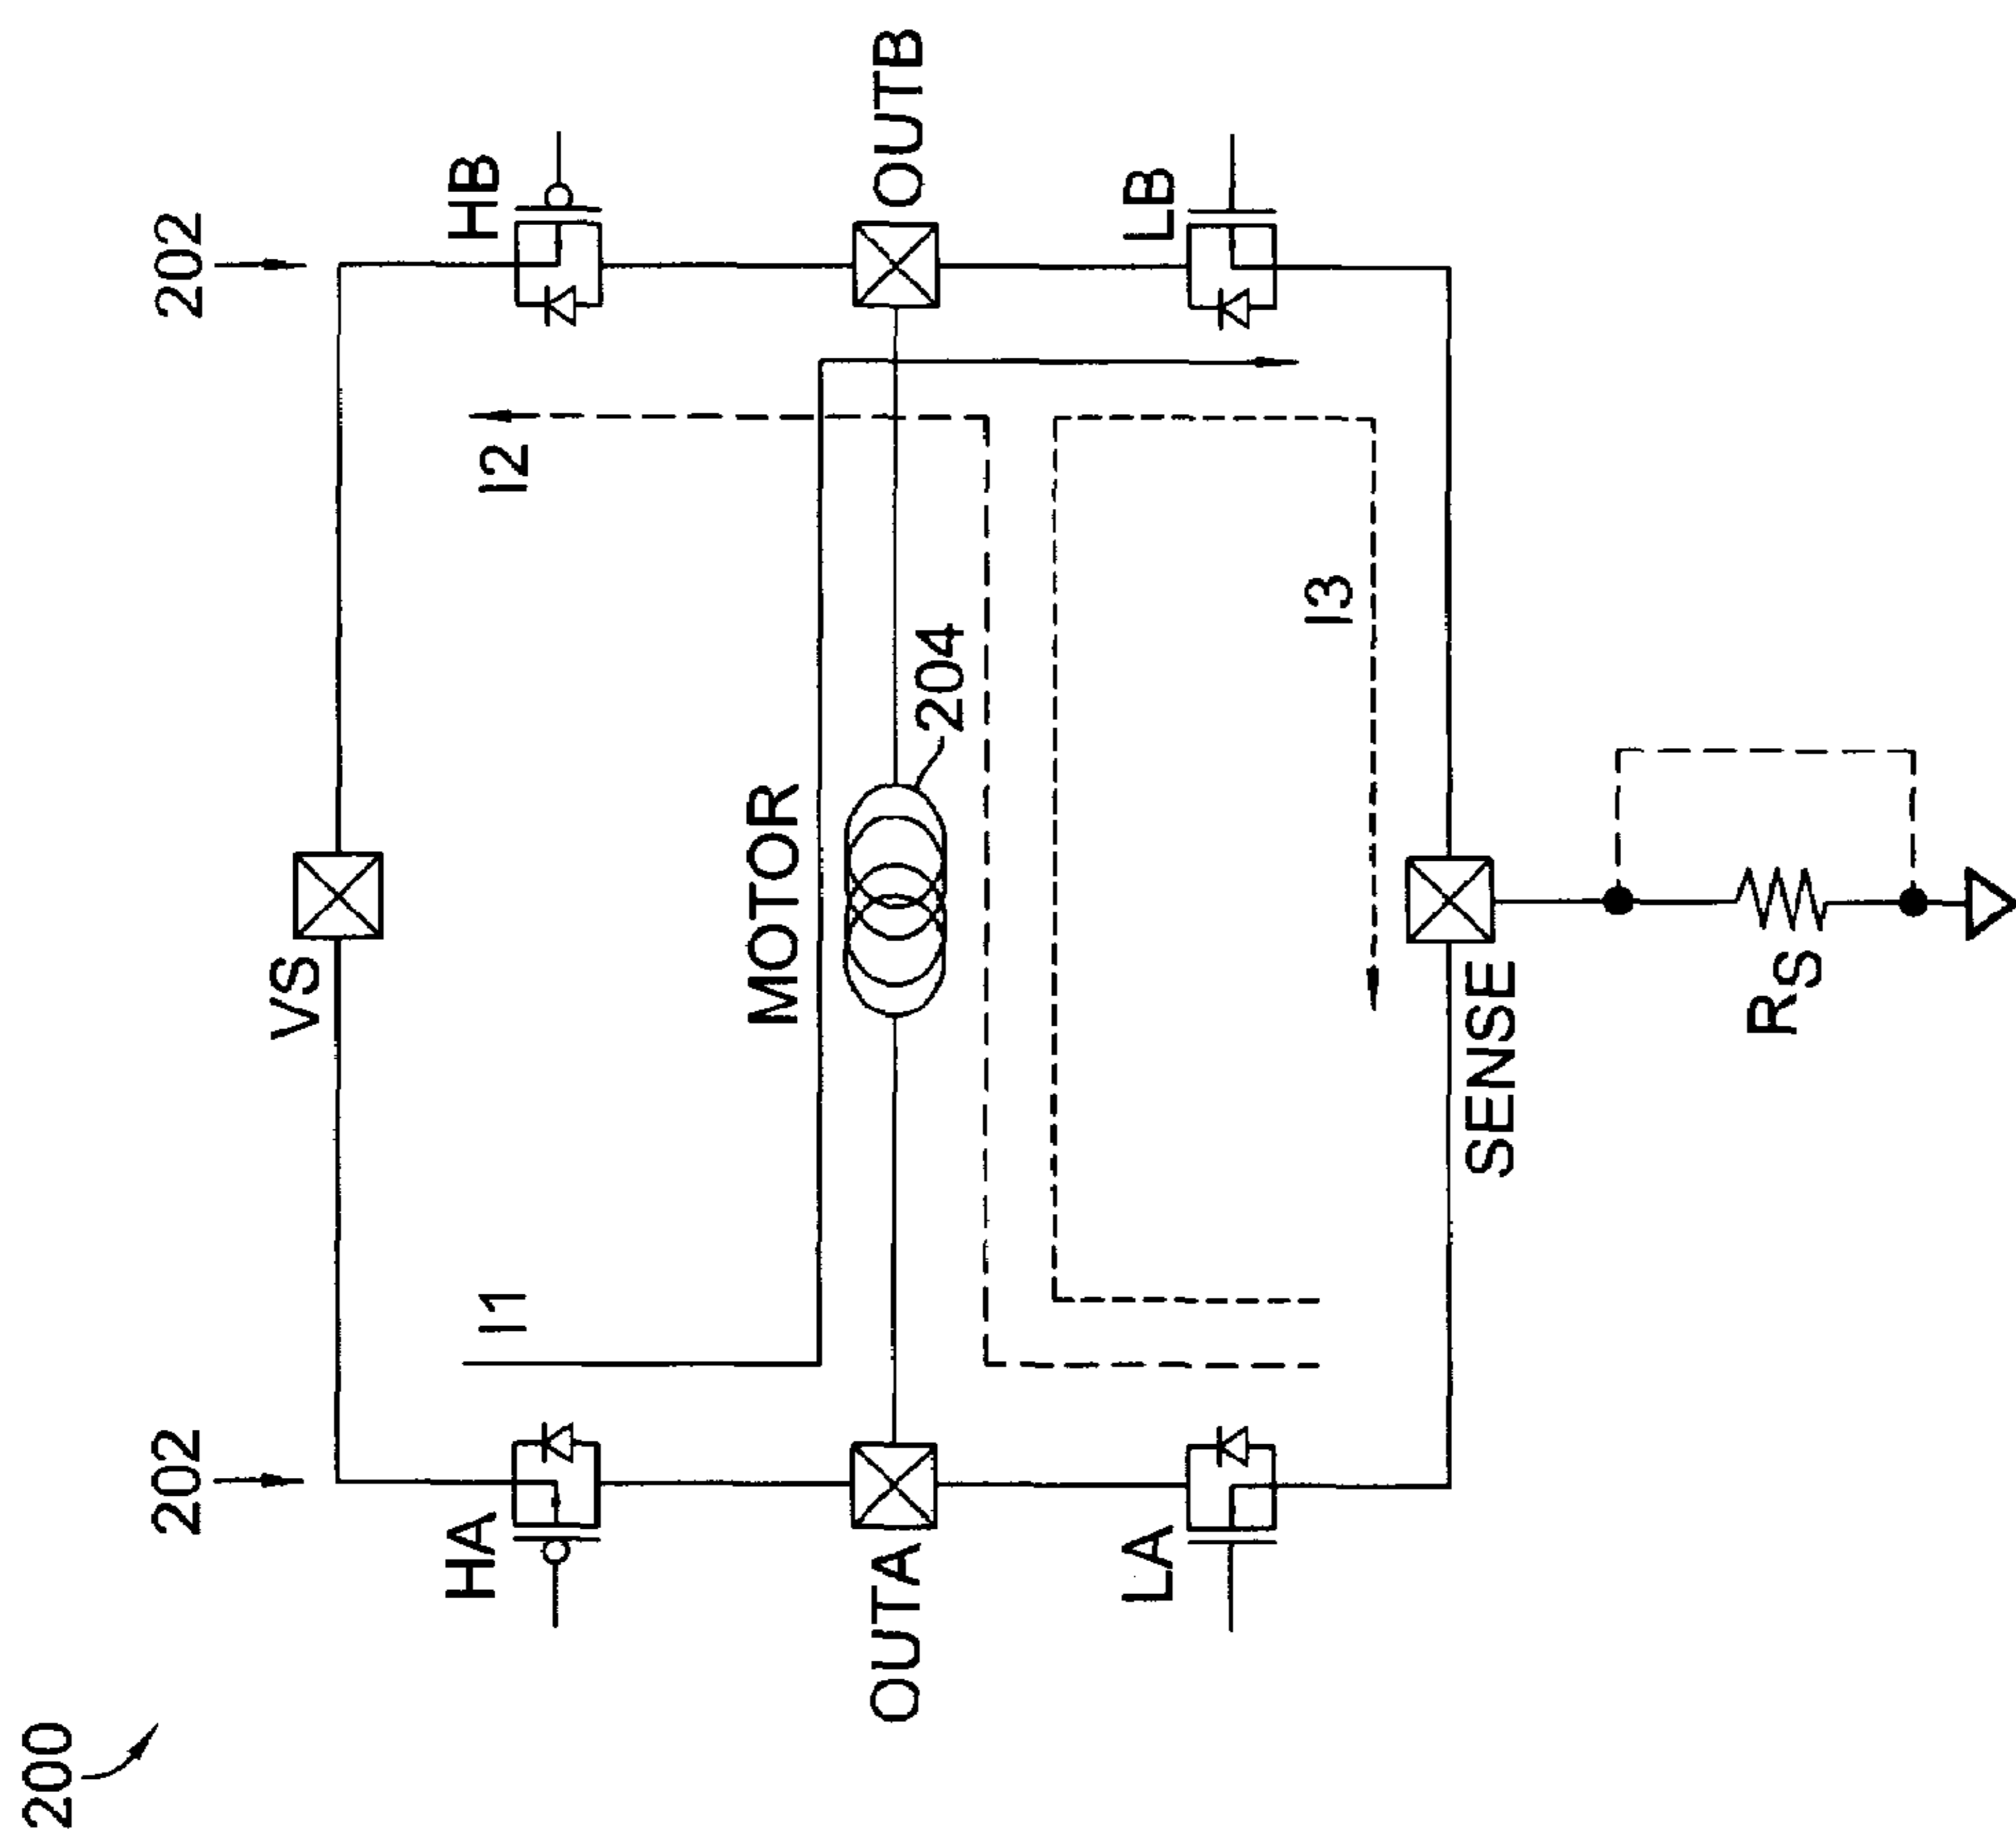 200
202
202
VS
HA
I1
I2
HB
MOTOR
OUTA
204
OUTB
LA
LB
I3
SENSE
RS